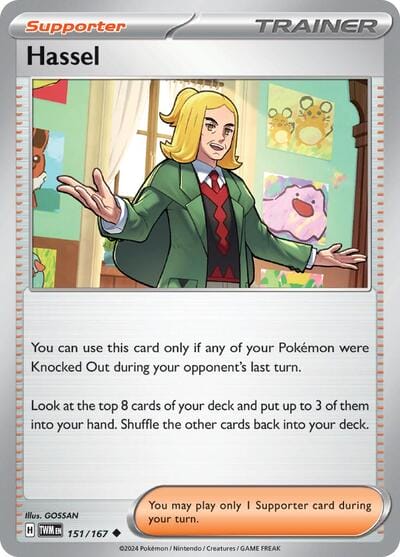 Supporter
TRAINER
Hassel
You can use this card only if any of your Pokémon were
Knocked Out during your opponent's last turn.
Look at the top 8 cards of your deck and put up to 3 of them
into your hand. Shuffle the other cards back into your deck.
Illus. GOSSAN
You may play only 1 Supporter card during
your turn.
H TWM EN 151/167 ◆
©2024 Pokémon / Nintendo / Creatures / GAME FREAK